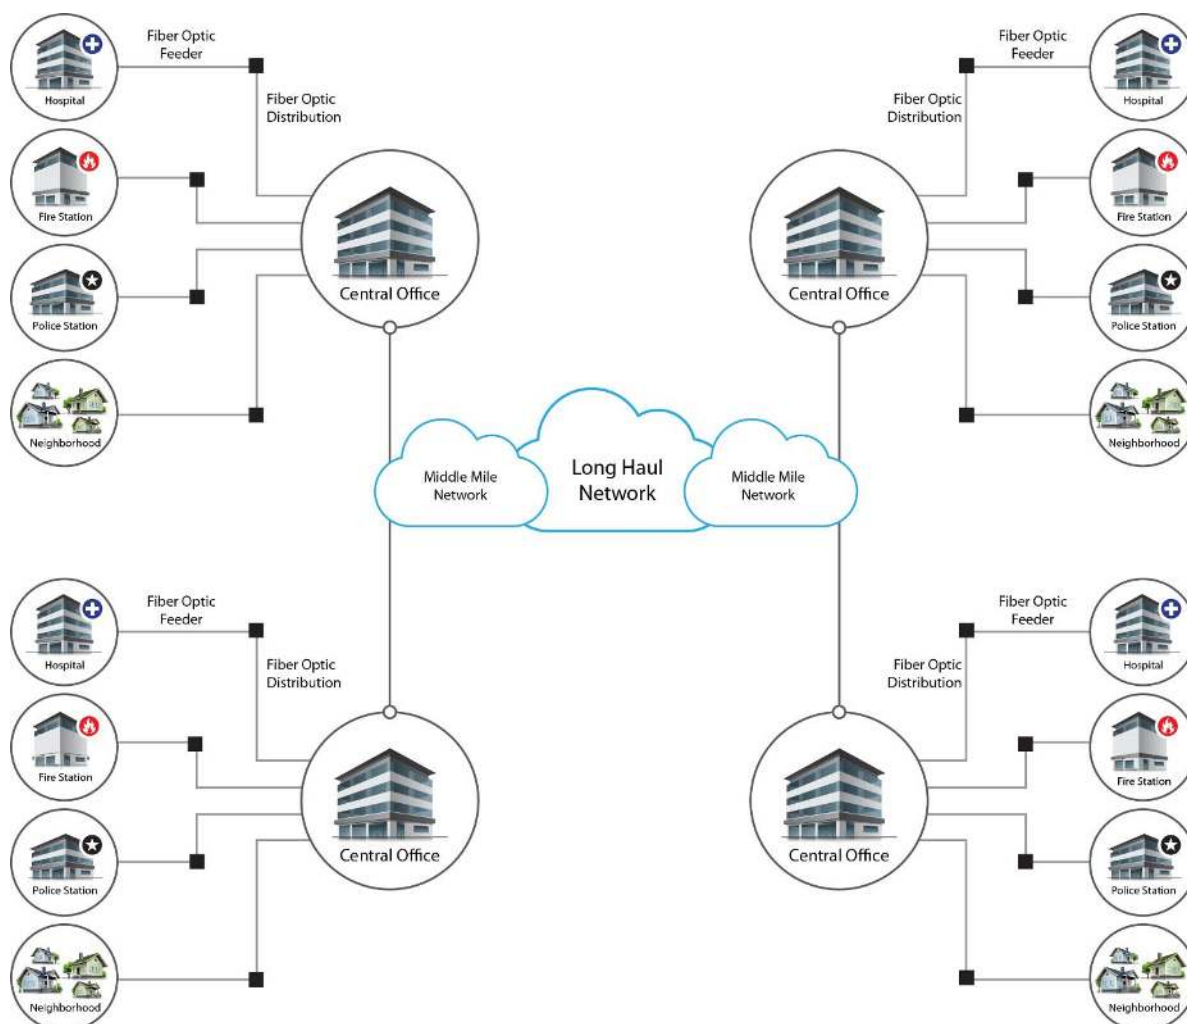 Fiber Optic
Feeder
Hospital
Fiber Optic
Distribution
Fire Station
Police Station
Neighborhood
Central Office
Fiber Optic
Feeder
Hospital
Fiber Optic
Distribution
Fire Station
Police Station
Neighborhood
Central Office
Middle Mile
Network
Long Haul
Network
Middle Mile
Network
Fiber Optic
Feeder
Hospital
Fiber Optic
Distribution
Fire Station
Police Station
Neighborhood
Central Office
Fiber Optic
Feeder
Hospital
Fiber Optic
Distribution
Fire Station
Police Station
Neighborhood
Central Office